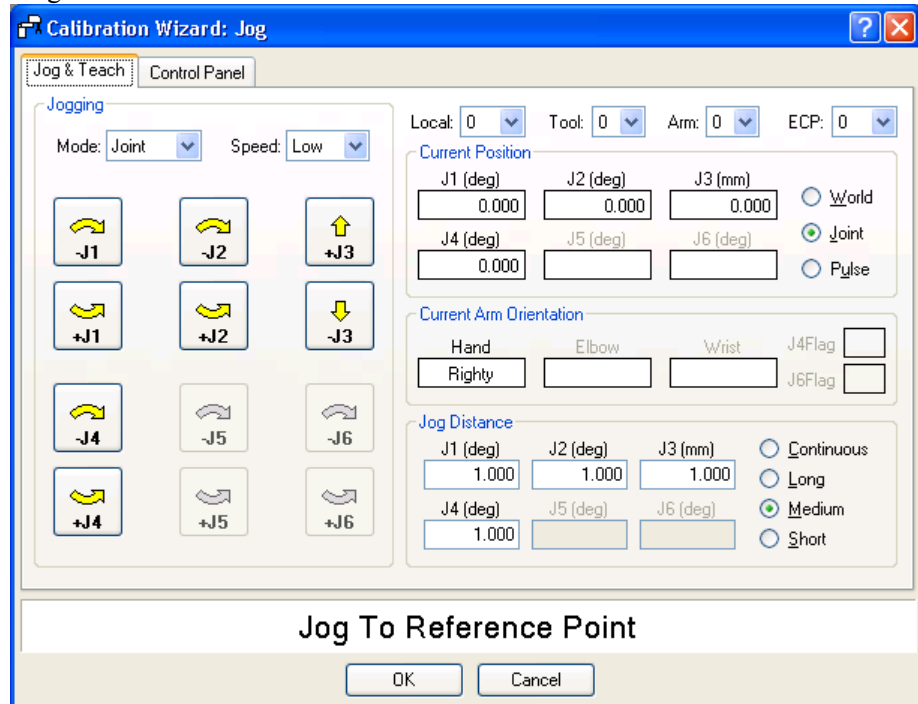 Calibration Wizard: Jog
Jog & Teach Control Panel
Jogging
Mode: Joint Speed: Low
-J1 -J2 +J3
+J1 +J2 -J3
-J4 -J5 -J6
+J4 +J5 +J6
Local: 0 Tool: 0 Arm: 0 ECP: 0
Current Position
J1 (deg) J2 (deg) J3 (mm)
0.000 0.000 0.000
J4 (deg) J5 (deg) J6 (deg)
0.000
World
Joint
Pulse
Current Arm Orientation
Hand Elbow Wrist J4Flag
Righty J6Flag
Jog Distance
J1 (deg) J2 (deg) J3 (mm)
1.000 1.000 1.000
J4 (deg) J5 (deg) J6 (deg)
1.000
Continuous
Long
Medium
Short
Jog To Reference Point
OK Cancel